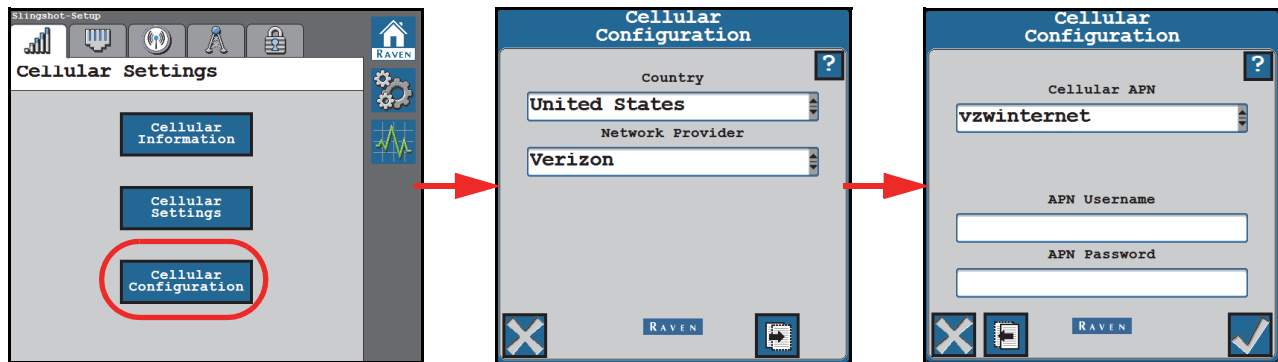 Slingshot-Setup
RAVEN
Cellular Settings
Cellular
Information
Cellular
Settings
Cellular
Configuration
Cellular
Configuration
?
Country
United States
Network Provider
Verizon
RAVEN
Cellular
Configuration
?
Cellular APN
vzwinternet
APN Username
APN Password
RAVEN